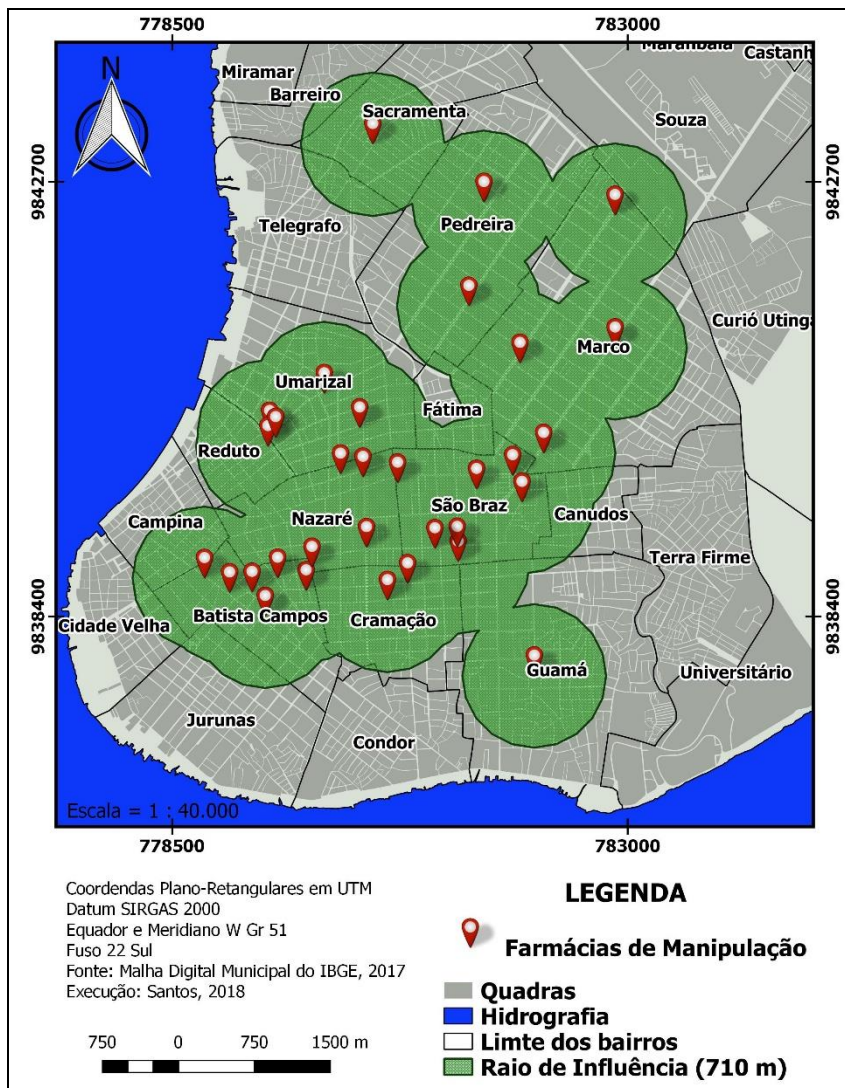 778500
783000
N
Miramar
Barreiro
Sacramenta
Maranbaia
Castanh
Souza
9842700
9842700
Telegrafo
Pedreira
Curió Utinga
Marco
Umarizal
Fátima
Reduto
São Braz
Campina
Nazaré
Canudos
Terra Firme
9838400
9838400
Batista Campos
Cramação
Cidade Velha
Guamá
Universitário
Jurunas
Condor
Escala = 1 : 40.000
778500
783000
Coordendas Plano-Retangulares em UTM
Datum SIRGAS 2000
Equador e Meridiano W Gr 51
Fuso 22 Sul
Fonte: Malha Digital Municipal do IBGE, 2017
Execução: Santos, 2018
750 0 750 1500 m
LEGENDA
Farmácias de Manipulação
Quadras
Hidrografia
Limte dos bairros
Raio de Influência (710 m)